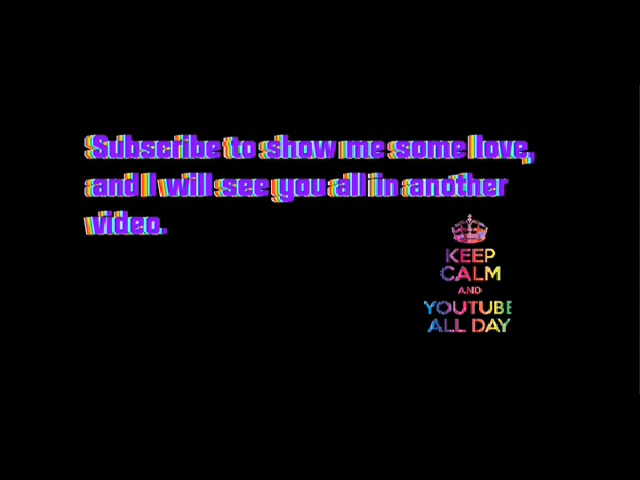 Subscribe to show me some love,
and I will see you all in another
video.
KEEP
CALM
AND
YOUTUBE
ALL DAY